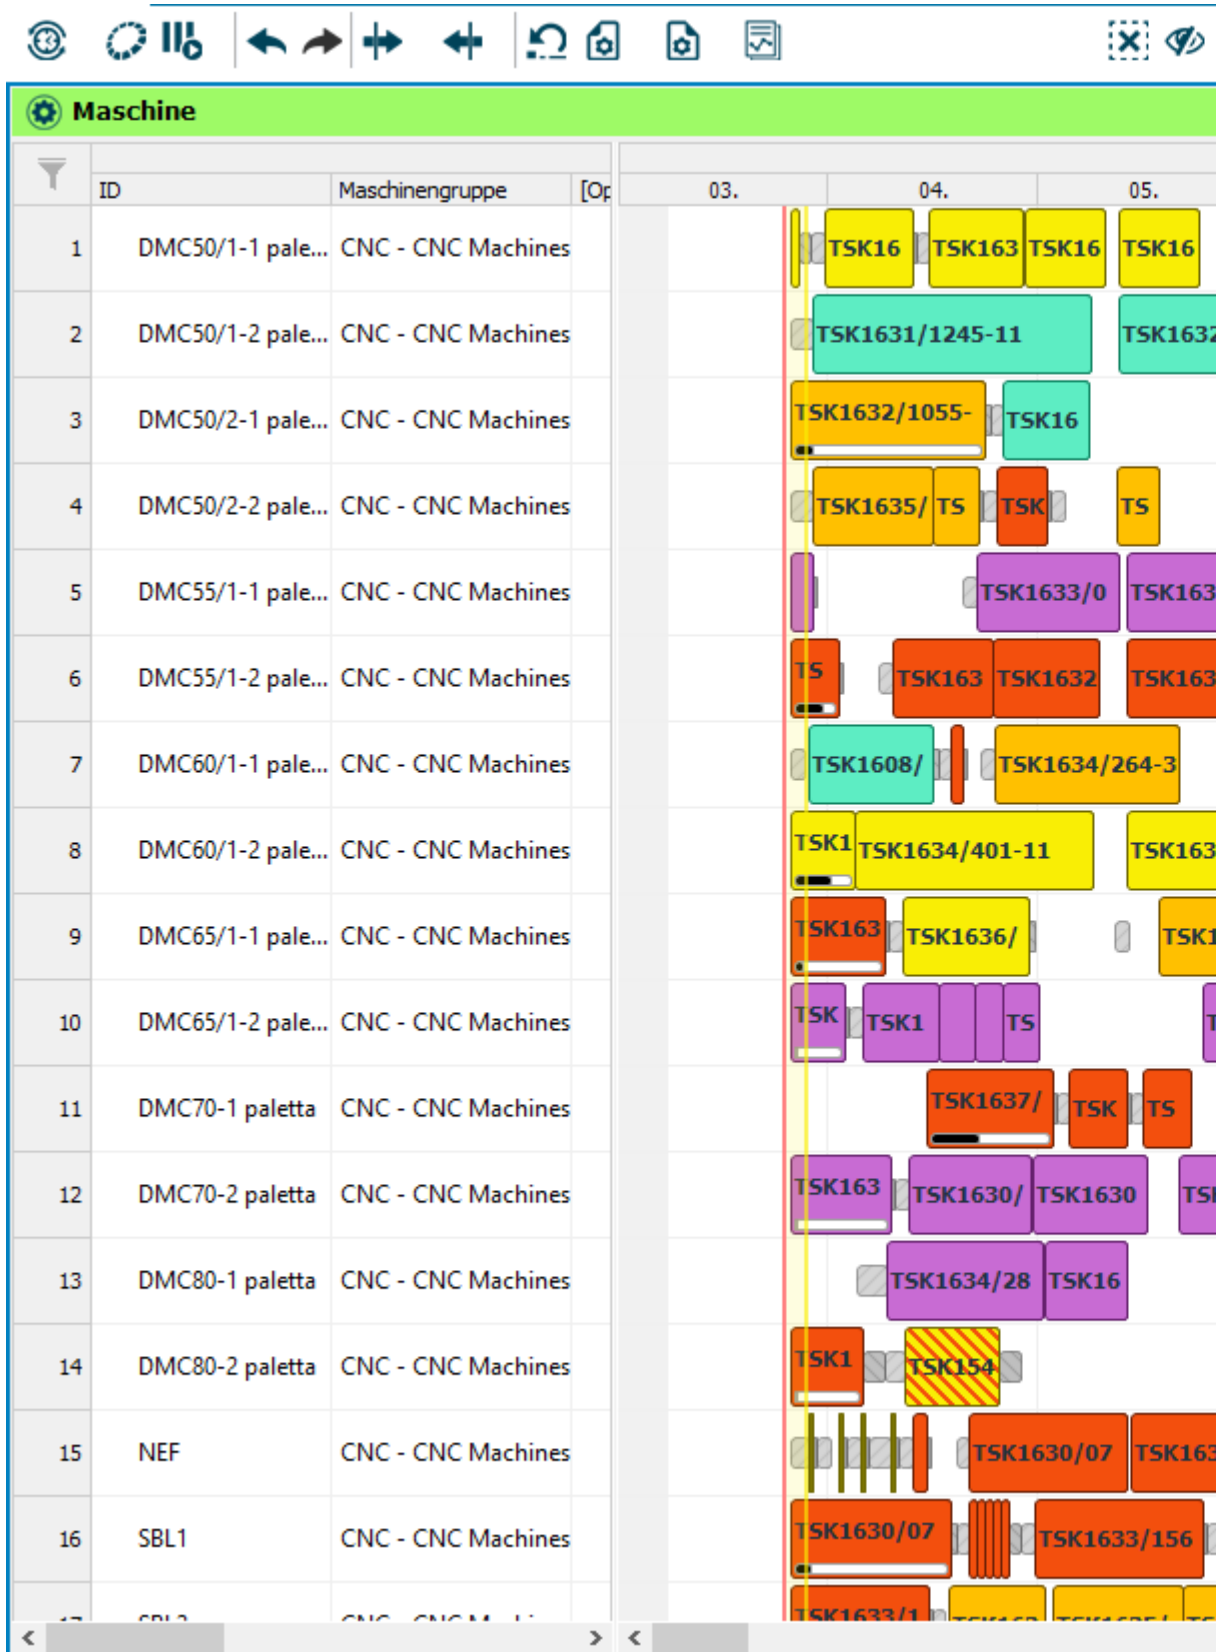 Maschine
ID Maschinengruppe [Op 03. 04. 05.
1 DMC50/1-1 pale... CNC - CNC Machines TSK16 TSK163 TSK16 TSK16
2 DMC50/1-2 pale... CNC - CNC Machines TSK1631/1245-11 TSK1632
3 DMC50/2-1 pale... CNC - CNC Machines TSK1632/1055- TSK16
4 DMC50/2-2 pale... CNC - CNC Machines TSK1635/ TS TSK TS
5 DMC55/1-1 pale... CNC - CNC Machines TSK1633/0 TSK163
6 DMC55/1-2 pale... CNC - CNC Machines TS TSK163 TSK1632 TSK163
7 DMC60/1-1 pale... CNC - CNC Machines TSK1608/ TSK1634/264-3
8 DMC60/1-2 pale... CNC - CNC Machines TSK1 TSK1634/401-11 TSK163
9 DMC65/1-1 pale... CNC - CNC Machines TSK163 TSK1636/ TSK1
10 DMC65/1-2 pale... CNC - CNC Machines TSK TSK1 TS T
11 DMC70-1 paletta CNC - CNC Machines TSK1637/ TSK TS
12 DMC70-2 paletta CNC - CNC Machines TSK163 TSK1630/ TSK1630 TSK
13 DMC80-1 paletta CNC - CNC Machines TSK1634/28 TSK16
14 DMC80-2 paletta CNC - CNC Machines TSK1 TSK154
15 NEF CNC - CNC Machines TSK1630/07 TSK163
16 SBL1 CNC - CNC Machines TSK1630/07 TSK1633/156
TSK1633/1